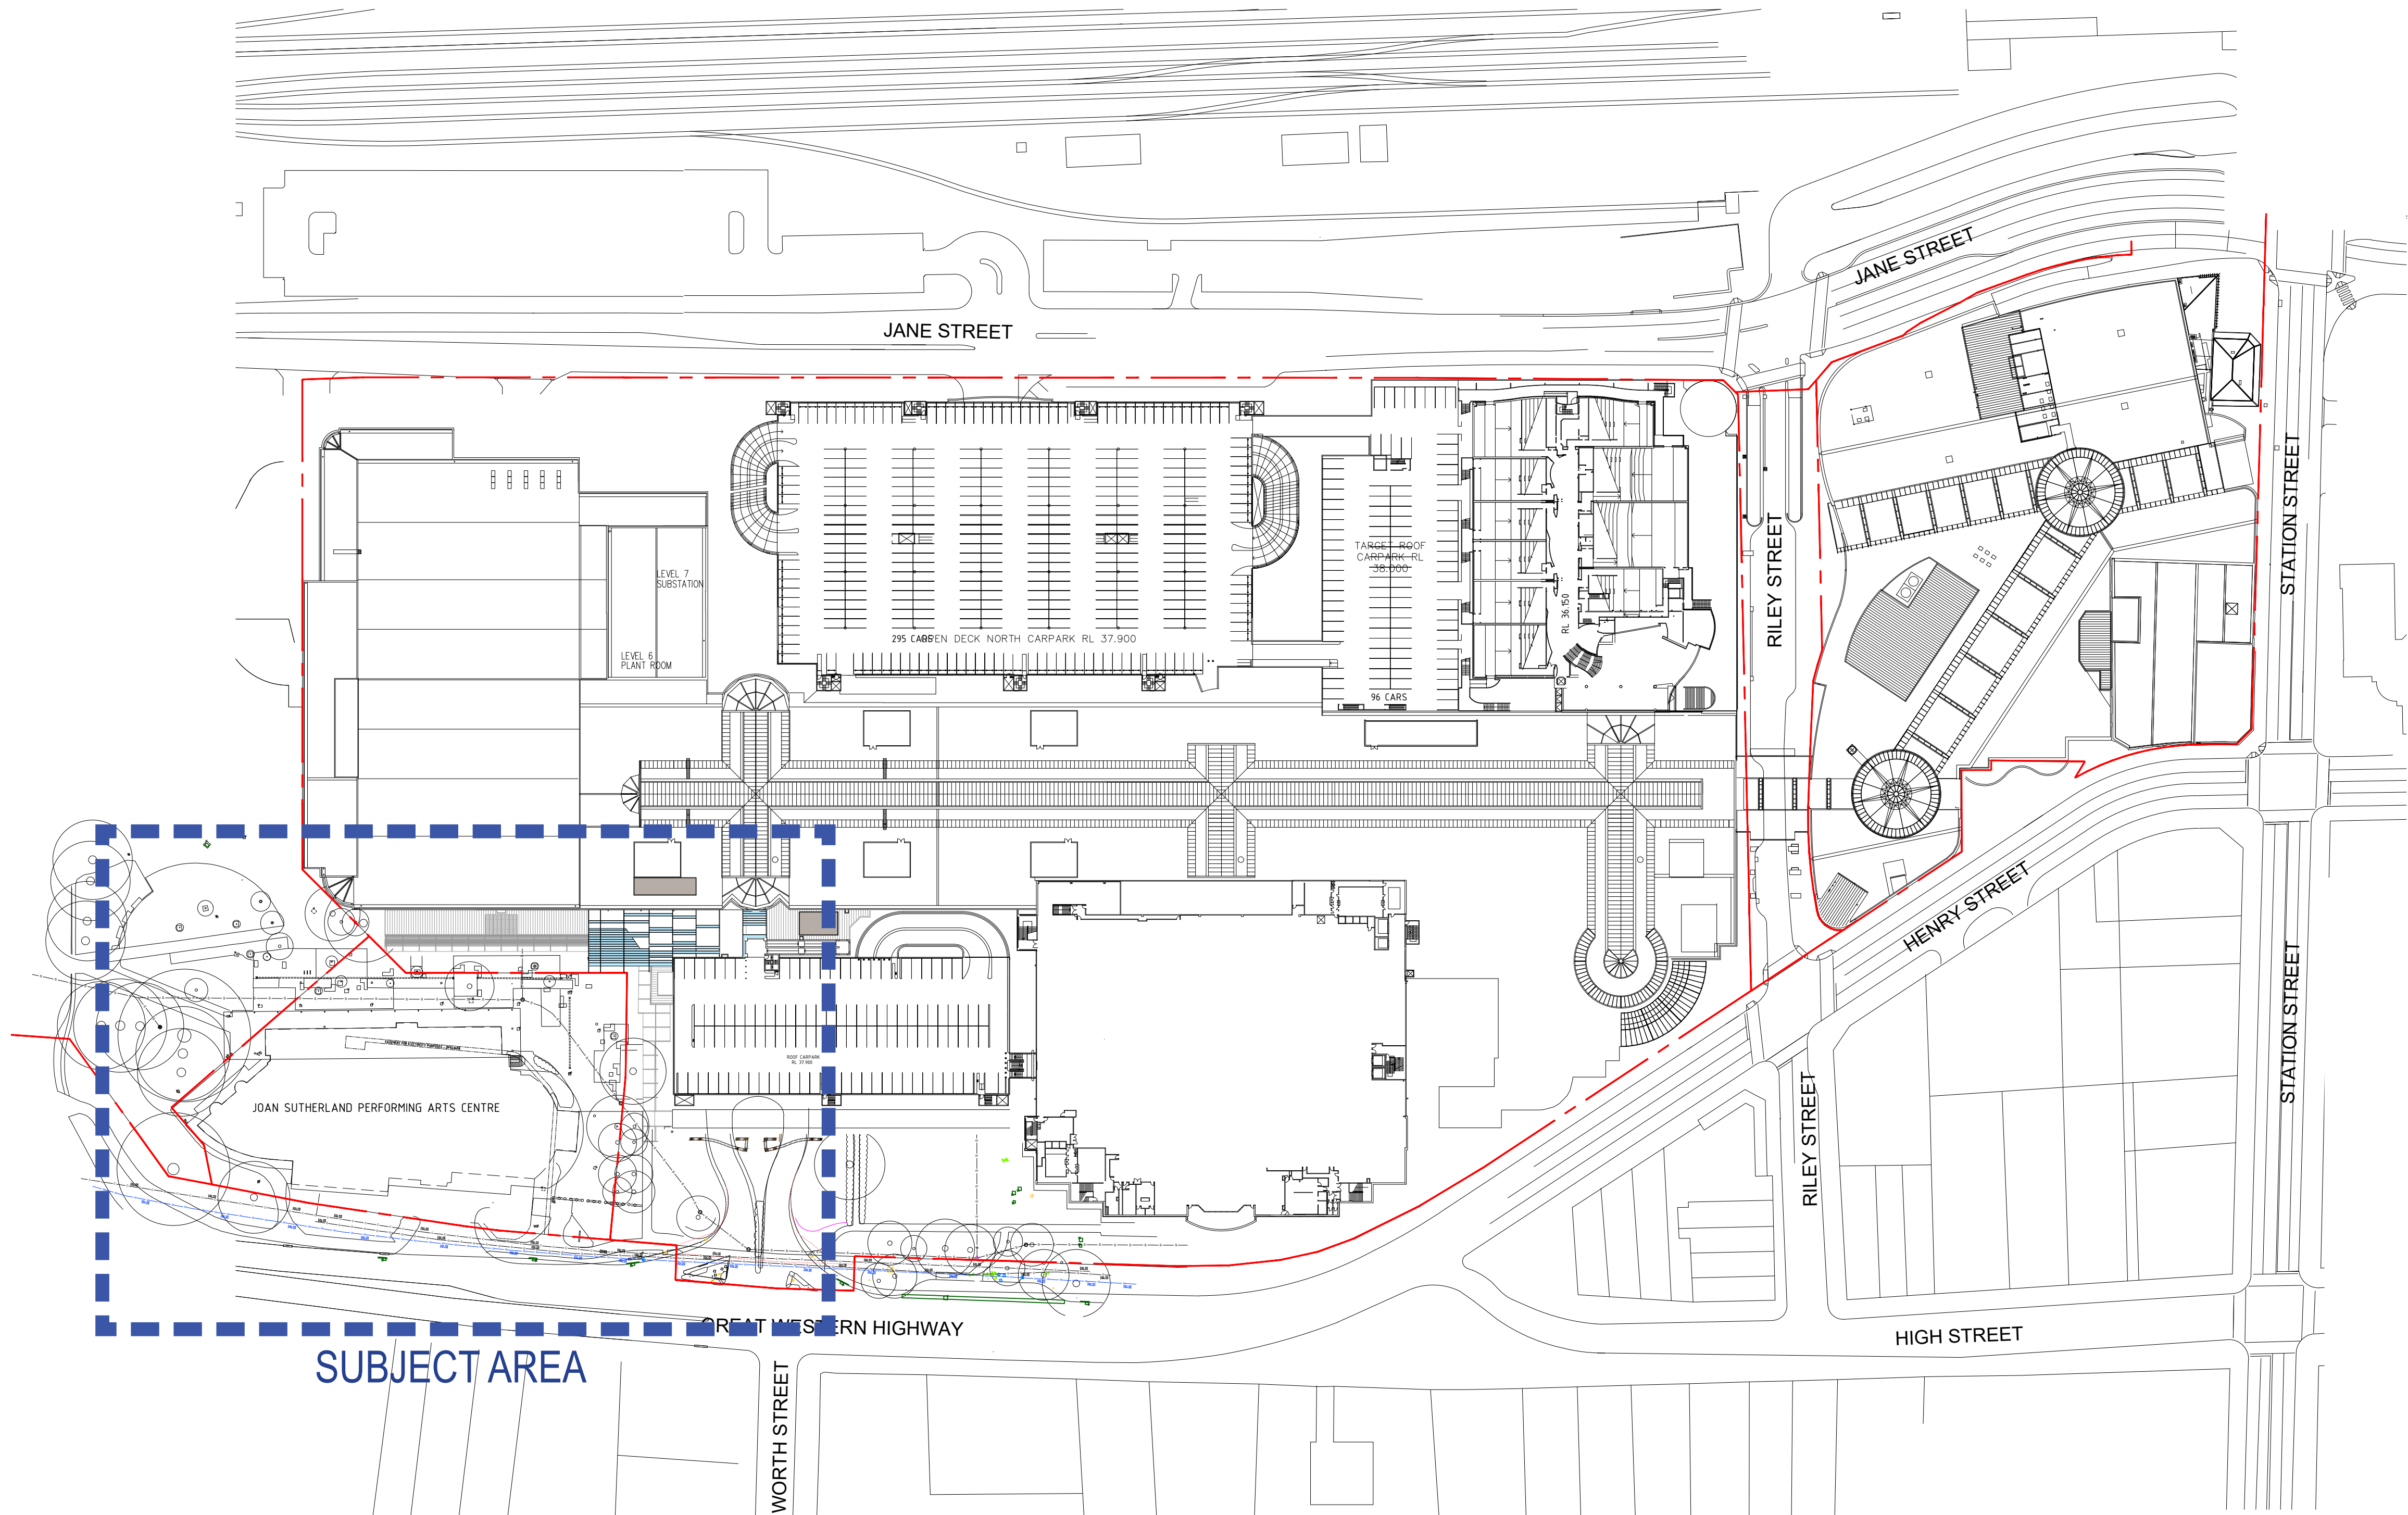 JANE STREET
JANE STREET
STATION STREET
RILEY STREET
TARGET ROOF
CARPARK RL
38.000
LEVEL 7
SUBSTATION
RL 36.150
295 CARS
OPEN DECK NORTH CARPARK RL 37.900
LEVEL 6
PLANT ROOM
96 CARS
HENRY STREET
STATION STREET
ROOF CARPARK
RL 37.900
JOAN SUTHERLAND PERFORMING ARTS CENTRE
RILEY STREET
GREAT WESTERN HIGHWAY
HIGH STREET
SUBJECT AREA
WORTH STREET